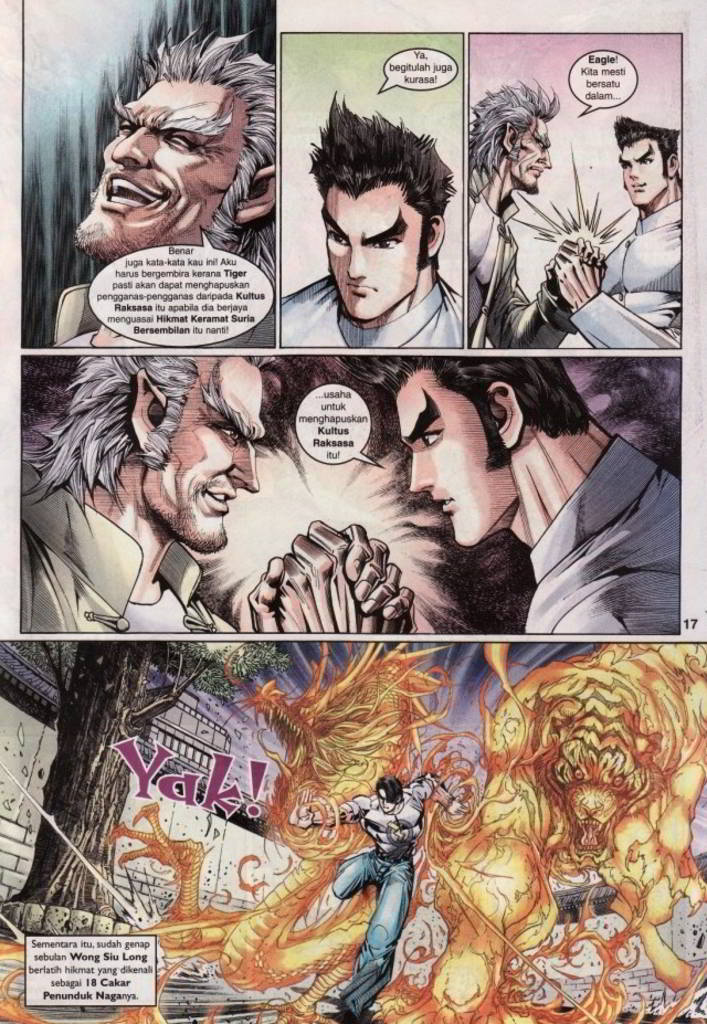 Benar
juga kata-kata kau ini! Aku
harus bergembira kerana Tiger
pasti akan dapat menghapuskan
pengganas-pengganas daripada Kultus
Raksasa itu apabila dia berjaya
menguasai Hikmat Keramat Suria
Bersembilan itu nanti!
Ya,
begitulah juga
kurasa!
Eagle!
Kita mesti
bersatu
dalam...
...usaha
untuk
menghapuskan
Kultus
Raksasa
itu!
17
Yak!
Sementara itu, sudah genap
sebulan Wong Siu Long
berlatih hikmat yang dikenali
sebagai 18 Cakar
Penunduk Naganya.